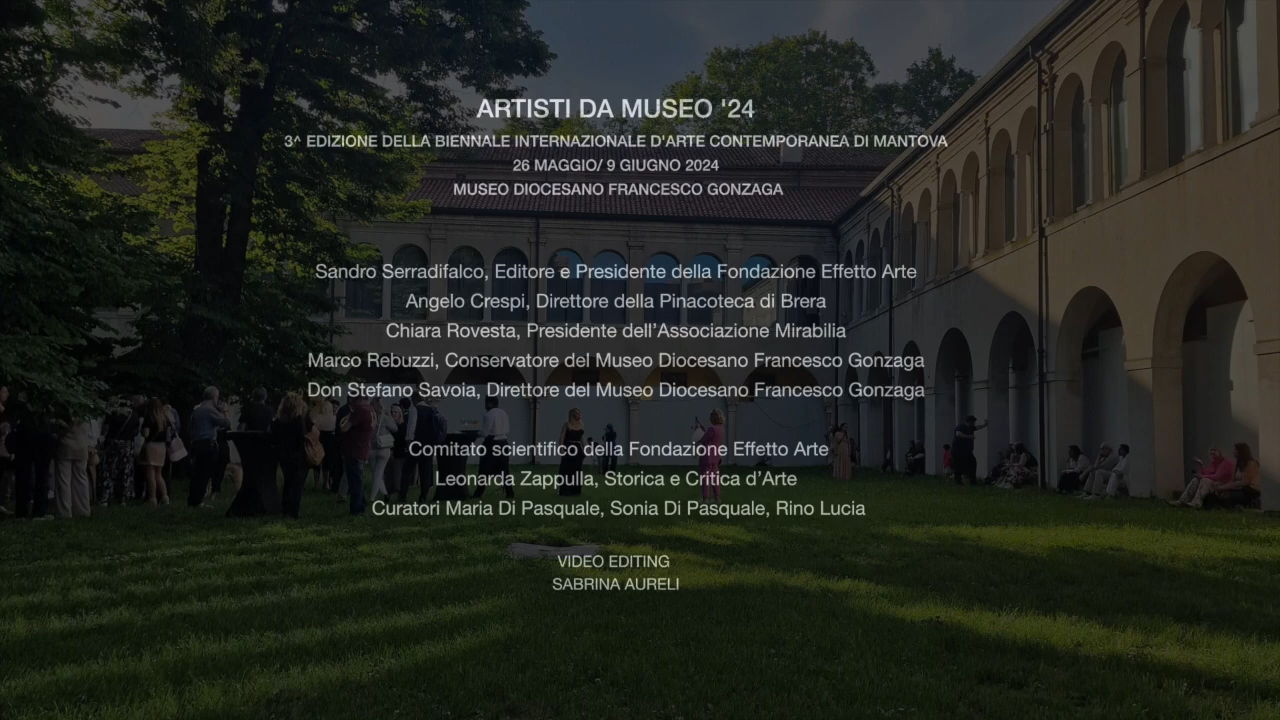 ARTISTI DA MUSEO ‘24
3^ EDIZIONE DELLA BIENNALE INTERNAZIONALE D'ARTE CONTEMPORANEA DI MANTOVA
26 MAGGIO/ 9 GIUGNO 2024
MUSEO DIOCESANO FRANCESCO GONZAGA
Sandro Serradifalco, Editore e Presidente della Fondazione Effetto Arte
Angelo Crespi, Direttore della Pinacoteca di Brera
Chiara Rovesta, Presidente dell’Associazione Mirabilia
Marco Rebuzzi, Conservatore del Museo Diocesano Francesco Gonzaga
Don Stefano Savoia, Direttore del Museo Diocesano Francesco Gonzaga
Comitato scientifico della Fondazione Effetto Arte
Leonarda Zappulla, Storica e Critica d’Arte
Curatori Maria Di Pasquale, Sonia Di Pasquale, Rino Lucia
VIDEO EDITING
SABRINA AURELI